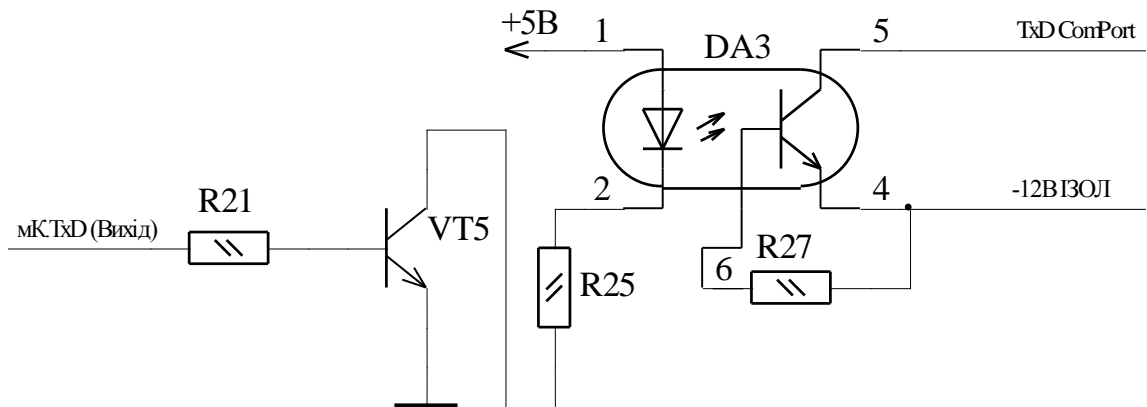 +5В
1
DA3
5
TxD ComPort
2
4
-12В ІЗОЛ
R21
мК.TxD (Вихід)
VT5
R25
6
R27